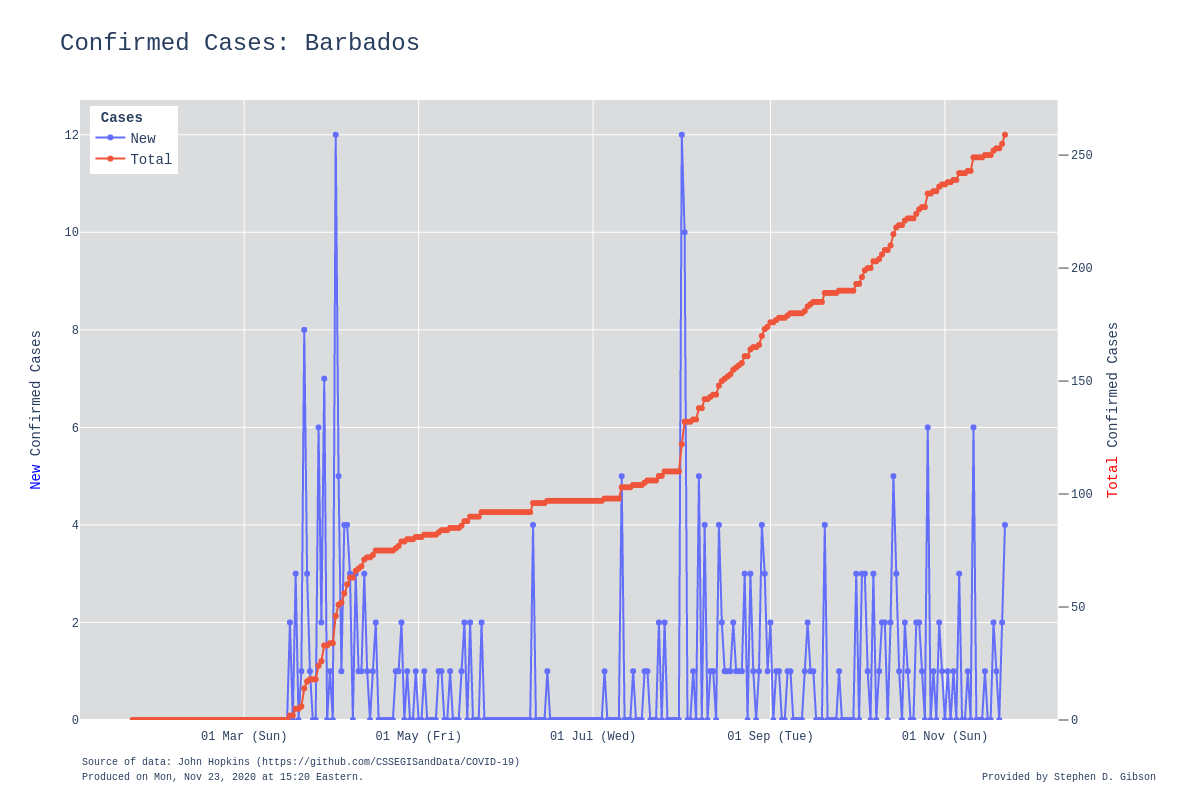 Confirmed Cases: Barbados
Cases
New
Total
12
10
8
6
4
2
0
250
200
150
100
50
0
New Confirmed Cases
Total Confirmed Cases
01 Mar (Sun)
01 May (Fri)
01 Jul (Wed)
01 Sep (Tue)
01 Nov (Sun)
Source of data: John Hopkins (https://github.com/CSSEGISandData/COVID-19)
Produced on Mon, Nov 23, 2020 at 15:20 Eastern.
Provided by Stephen D. Gibson